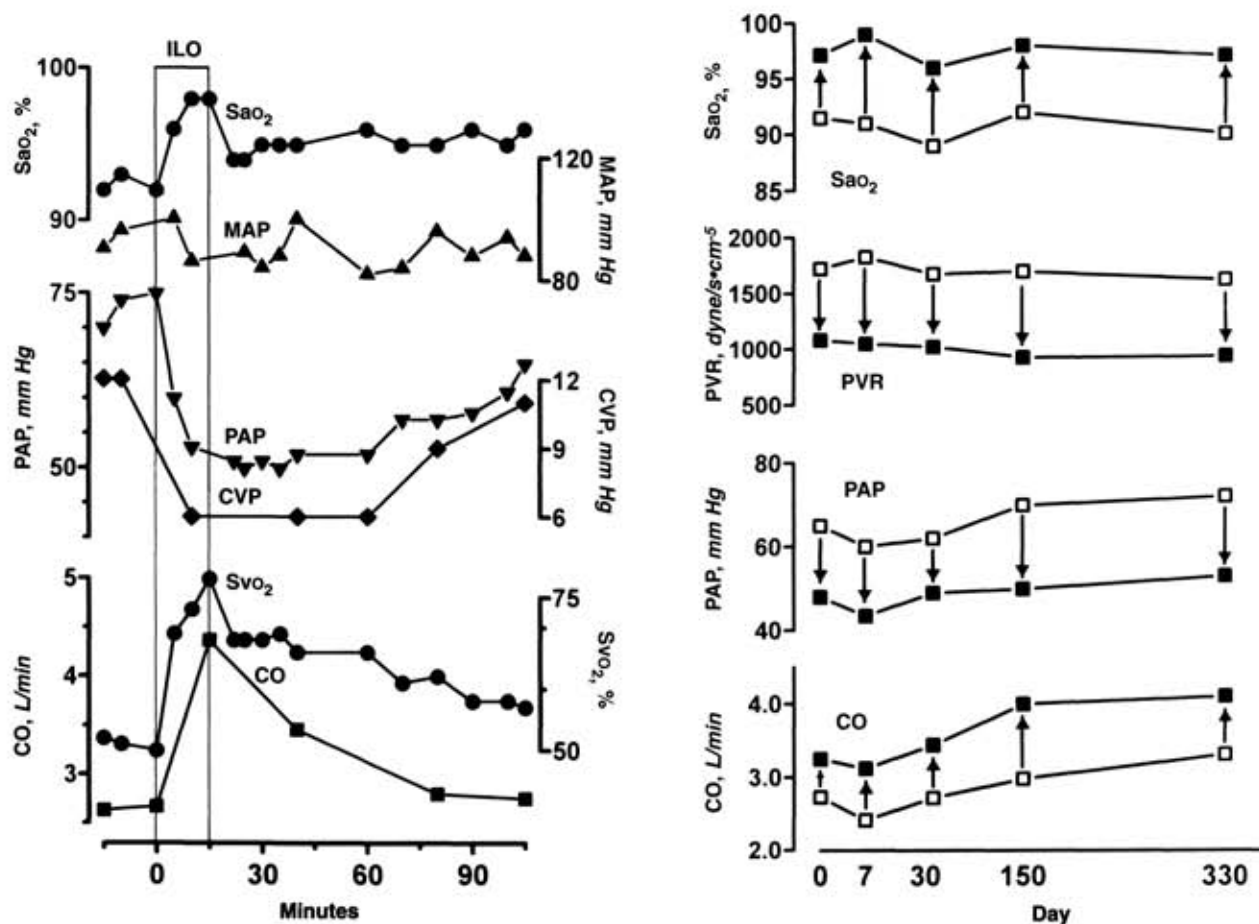 ILO
100
90
SaO₂, %
SaO₂
120
80
MAP, mm Hg
MAP
75
50
PAP, mm Hg
PAP
12
9
6
CVP, mm Hg
CVP
5
4
3
CO, L/min
SvO₂
CO
75
50
SvO₂, %
0 30 60 90
Minutes
100
95
90
85
SaO₂, %
SaO₂
2000
1500
1000
500
PVR, dyne/s•cm⁻⁵
PVR
80
60
40
PAP, mm Hg
PAP
4.0
3.0
2.0
CO, L/min
CO
0 7 30 150 330
Day